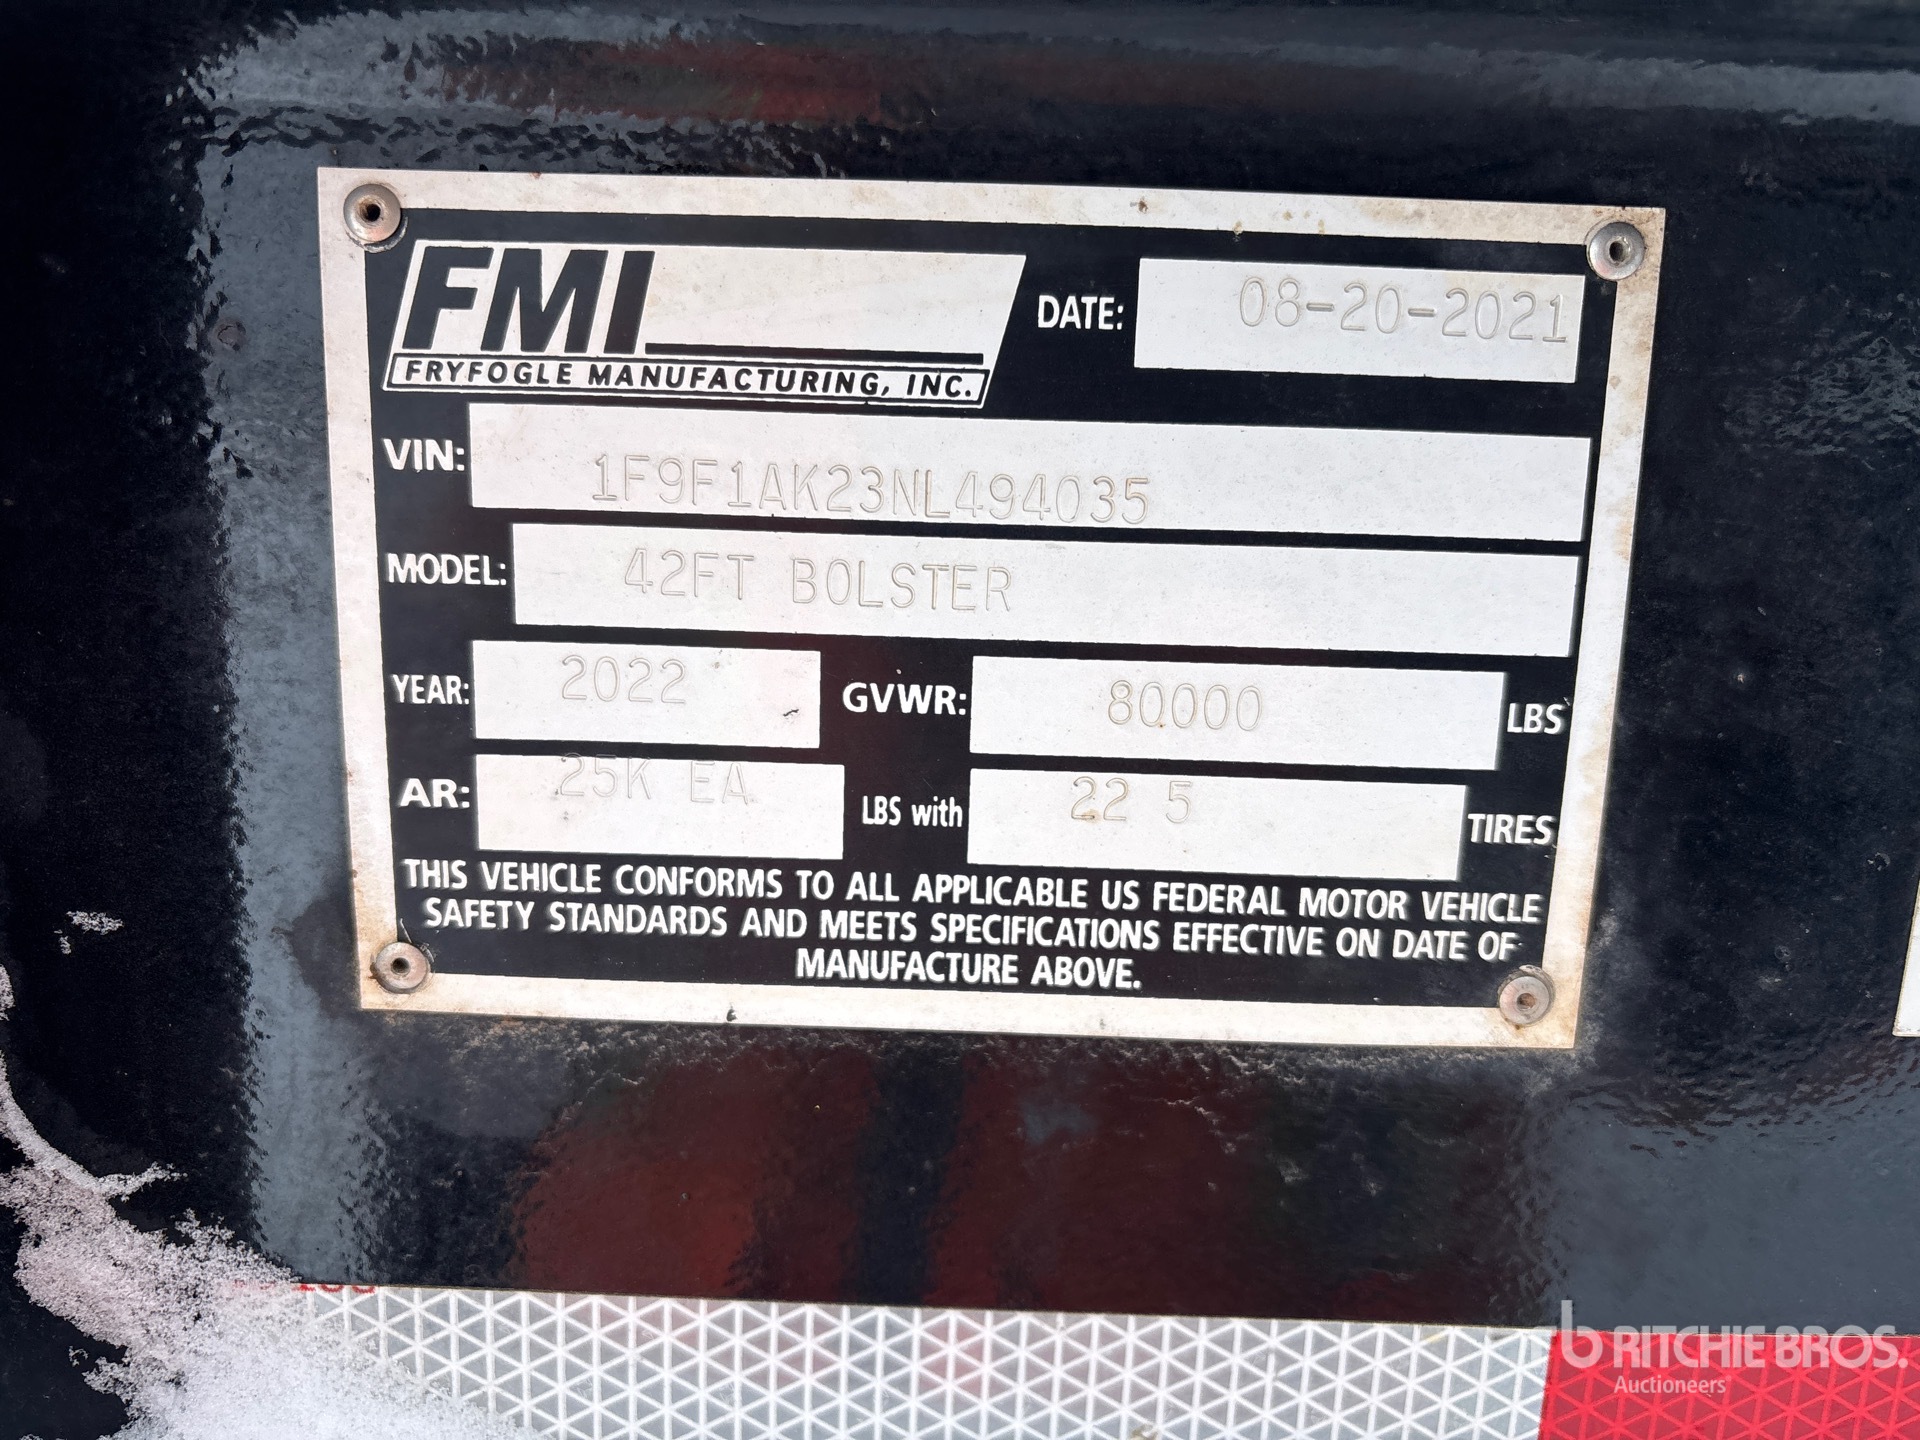 FMI
FRYFOGLE MANUFACTURING, INC.
DATE: 08-20-2021
VIN: 1F9F1AK23NL494035
MODEL: 42FT BOLSTER
YEAR: 2022 GVWR: 80000 LBS
AR: 25K EA LBS with 22 5 TIRES
THIS VEHICLE CONFORMS TO ALL APPLICABLE US FEDERAL MOTOR VEHICLE
SAFETY STANDARDS AND MEETS SPECIFICATIONS EFFECTIVE ON DATE OF
MANUFACTURE ABOVE.
RITCHIE BROS.
Auctioneers